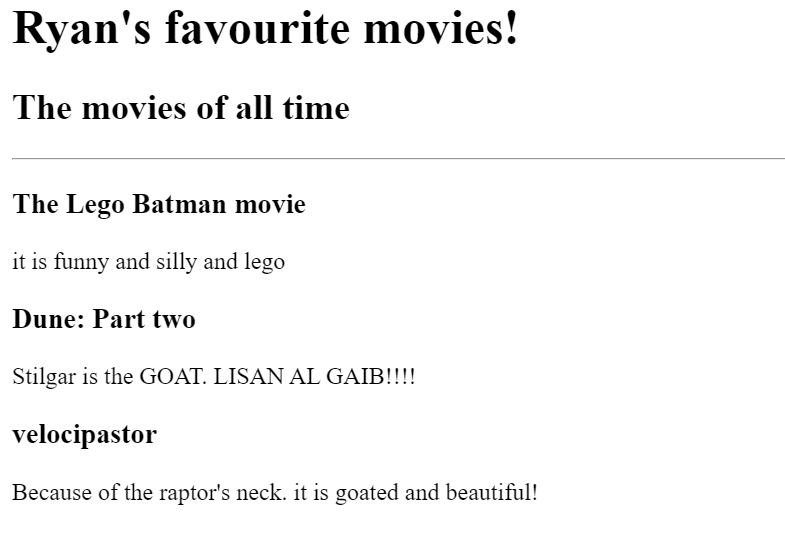 Ryan's favourite movies!
The movies of all time
The Lego Batman movie
it is funny and silly and lego
Dune: Part two
Stilgar is the GOAT. LISAN AL GAIB!!!!
velocipastor
Because of the raptor's neck. it is goated and beautiful!